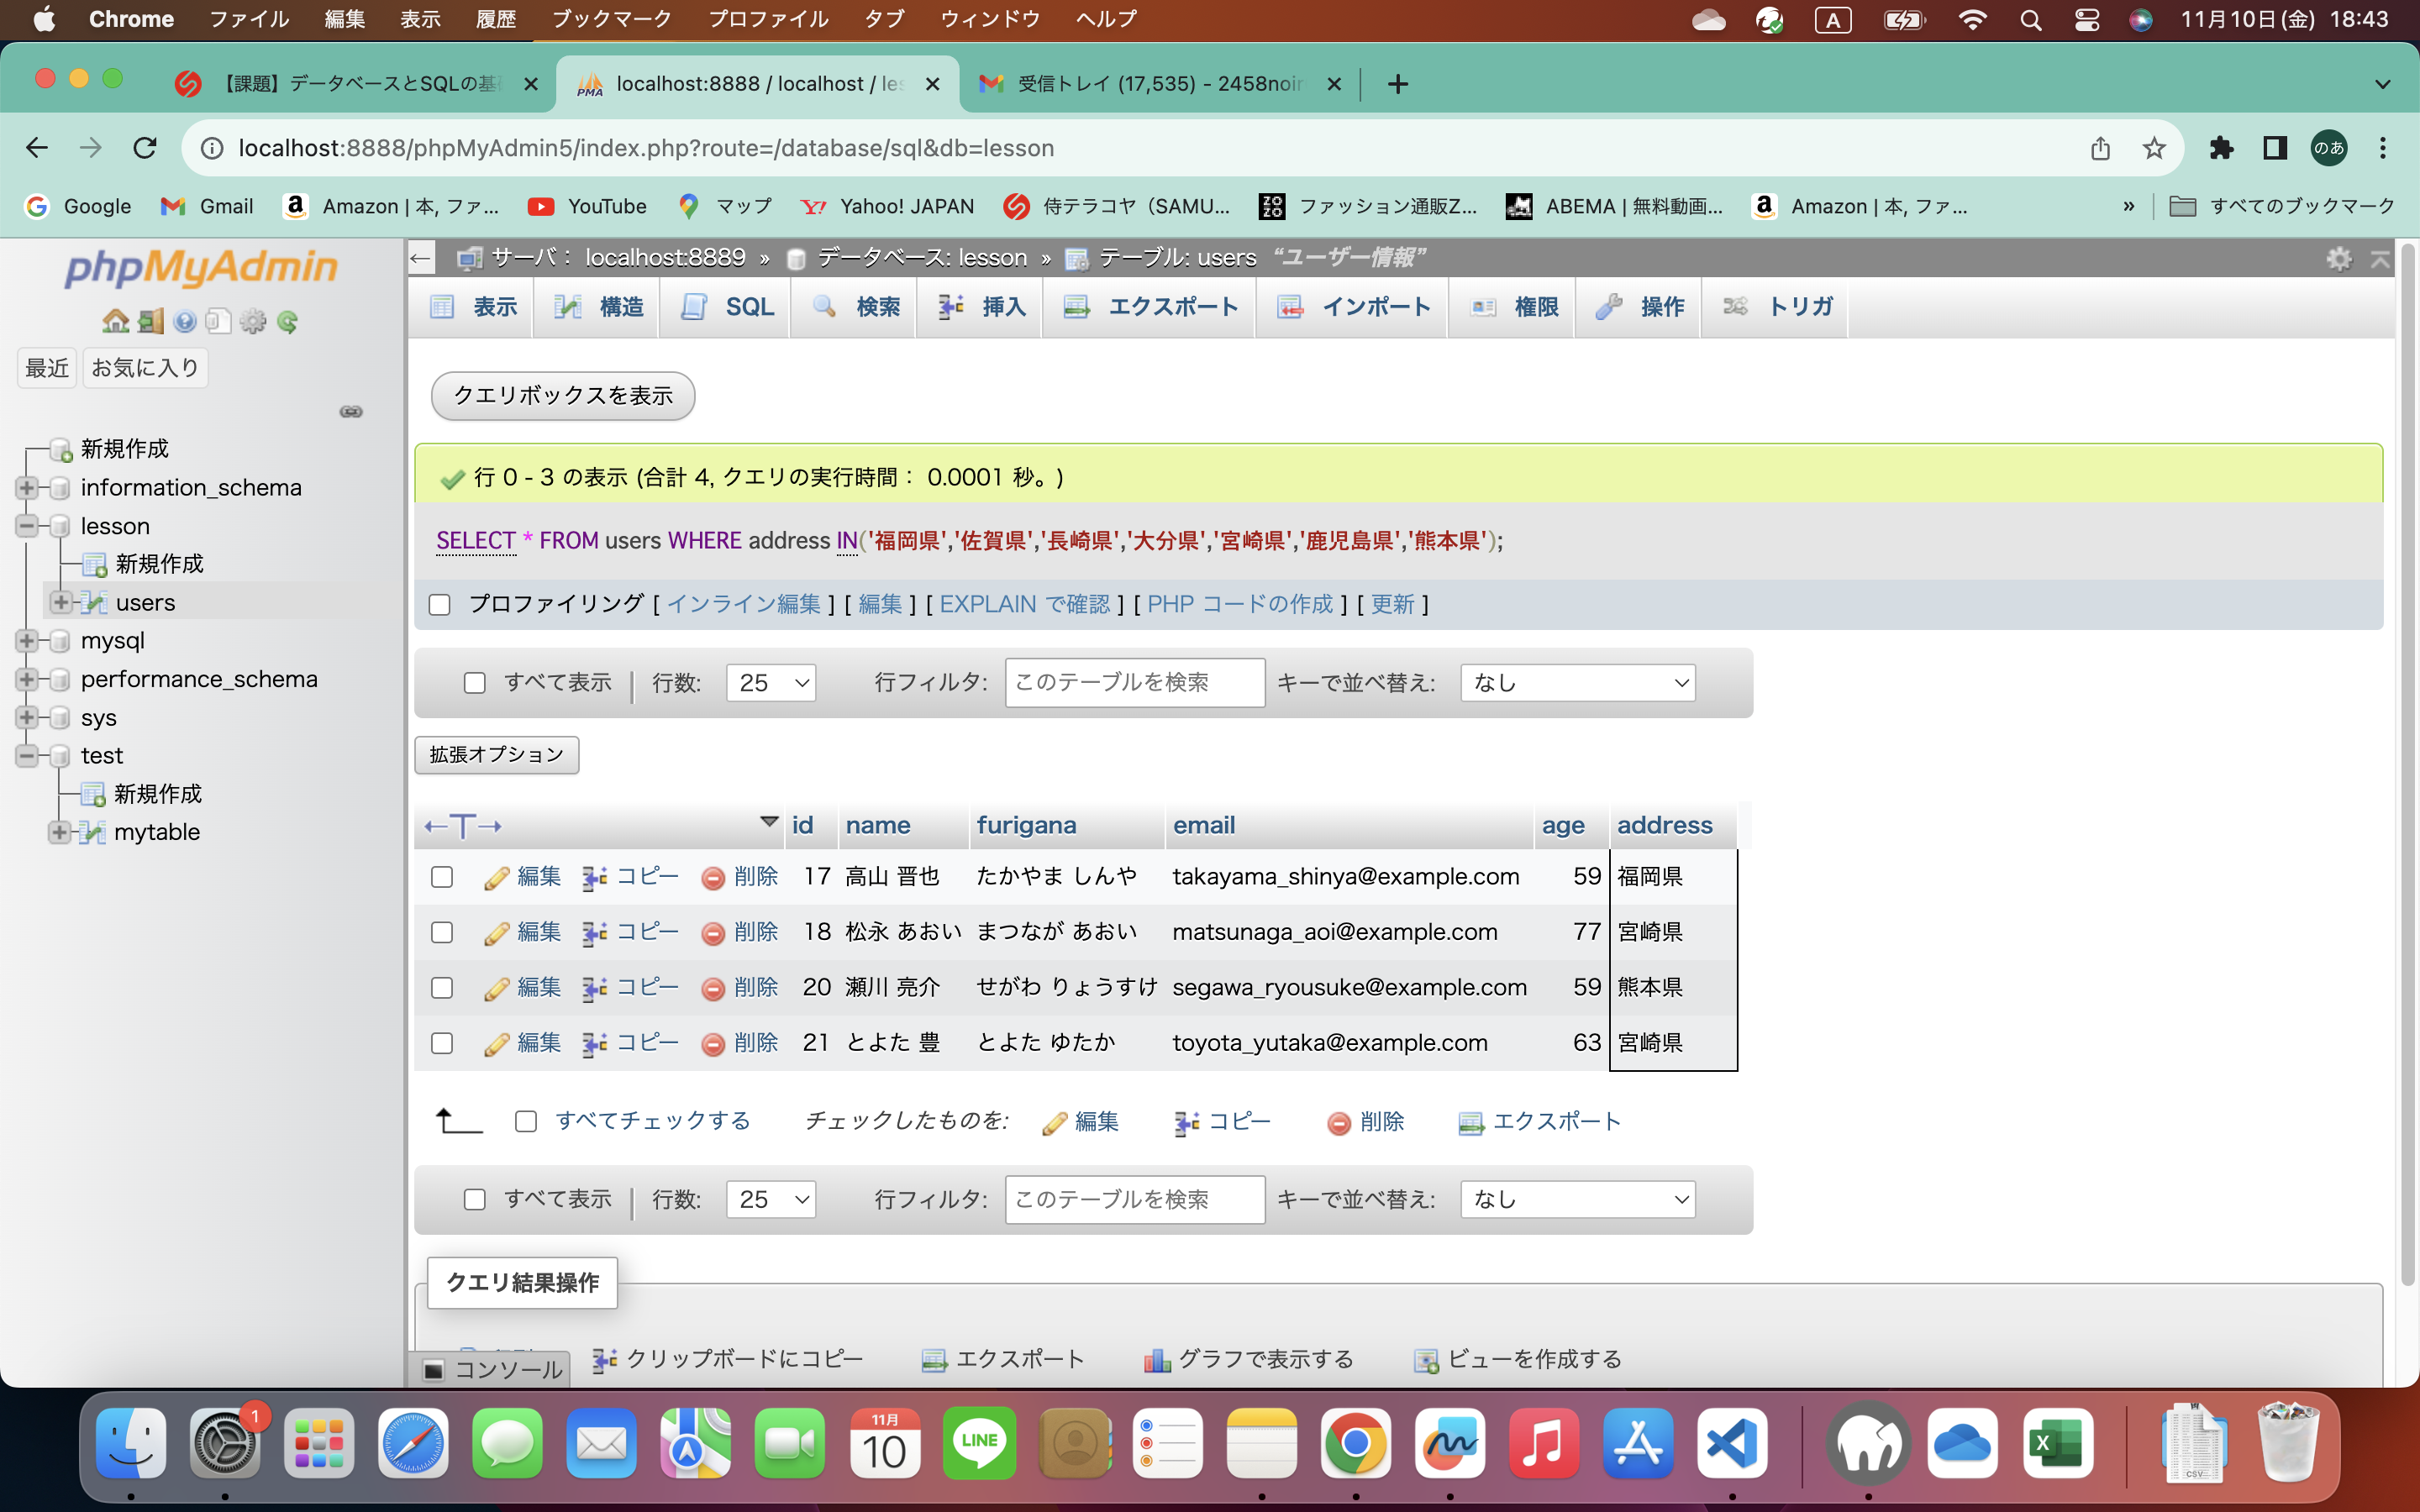 Chrome ファイル 編集 表示 履歴 ブックマーク プロファイル タブ ウィンドウ ヘルプ A 11月10日(金) 18:43
【課題】データベースとSQLの基 localhost:8888 / localhost / les 受信トレイ (17,535) - 2458noir
localhost:8888/phpMyAdmin5/index.php?route=/database/sql&db=lesson のあ
Google Gmail Amazon | 本, ファ... YouTube マップ Yahoo! JAPAN 侍テラコヤ（SAMU... ファッション通販Z... ABEMA | 無料動画... Amazon | 本, ファ... » すべてのブックマーク
phpMyAdmin
最近 お気に入り
新規作成
information_schema
lesson
新規作成
users
mysql
performance_schema
sys
test
新規作成
mytable
サーバ： localhost:8889 » データベース: lesson » テーブル: users “ユーザー情報”
表示 構造 SQL 検索 挿入 エクスポート インポート 権限 操作 トリガ
クエリボックスを表示
行 0 - 3 の表示 (合計 4, クエリの実行時間： 0.0001 秒。)
SELECT * FROM users WHERE address IN('福岡県','佐賀県','長崎県','大分県','宮崎県','鹿児島県','熊本県');
プロファイリング [ インライン編集 ] [ 編集 ] [ EXPLAIN で確認 ] [ PHP コードの作成 ] [ 更新 ]
すべて表示 | 行数: 25 行フィルタ: このテーブルを検索 キーで並べ替え: なし
拡張オプション
←T→ id name furigana email age address
編集 コピー 削除 17 高山 晋也 たかやま しんや takayama_shinya@example.com 59 福岡県
編集 コピー 削除 18 松永 あおい まつなが あおい matsunaga_aoi@example.com 77 宮崎県
編集 コピー 削除 20 瀬川 亮介 せがわ りょうすけ segawa_ryousuke@example.com 59 熊本県
編集 コピー 削除 21 とよた 豊 とよた ゆたか toyota_yutaka@example.com 63 宮崎県
すべてチェックする チェックしたものを: 編集 コピー 削除 エクスポート
すべて表示 | 行数: 25 行フィルタ: このテーブルを検索 キーで並べ替え: なし
クエリ結果操作
クリップボードにコピー エクスポート グラフで表示する ビューを作成する
コンソール
1 11月 10 LINE X CSV